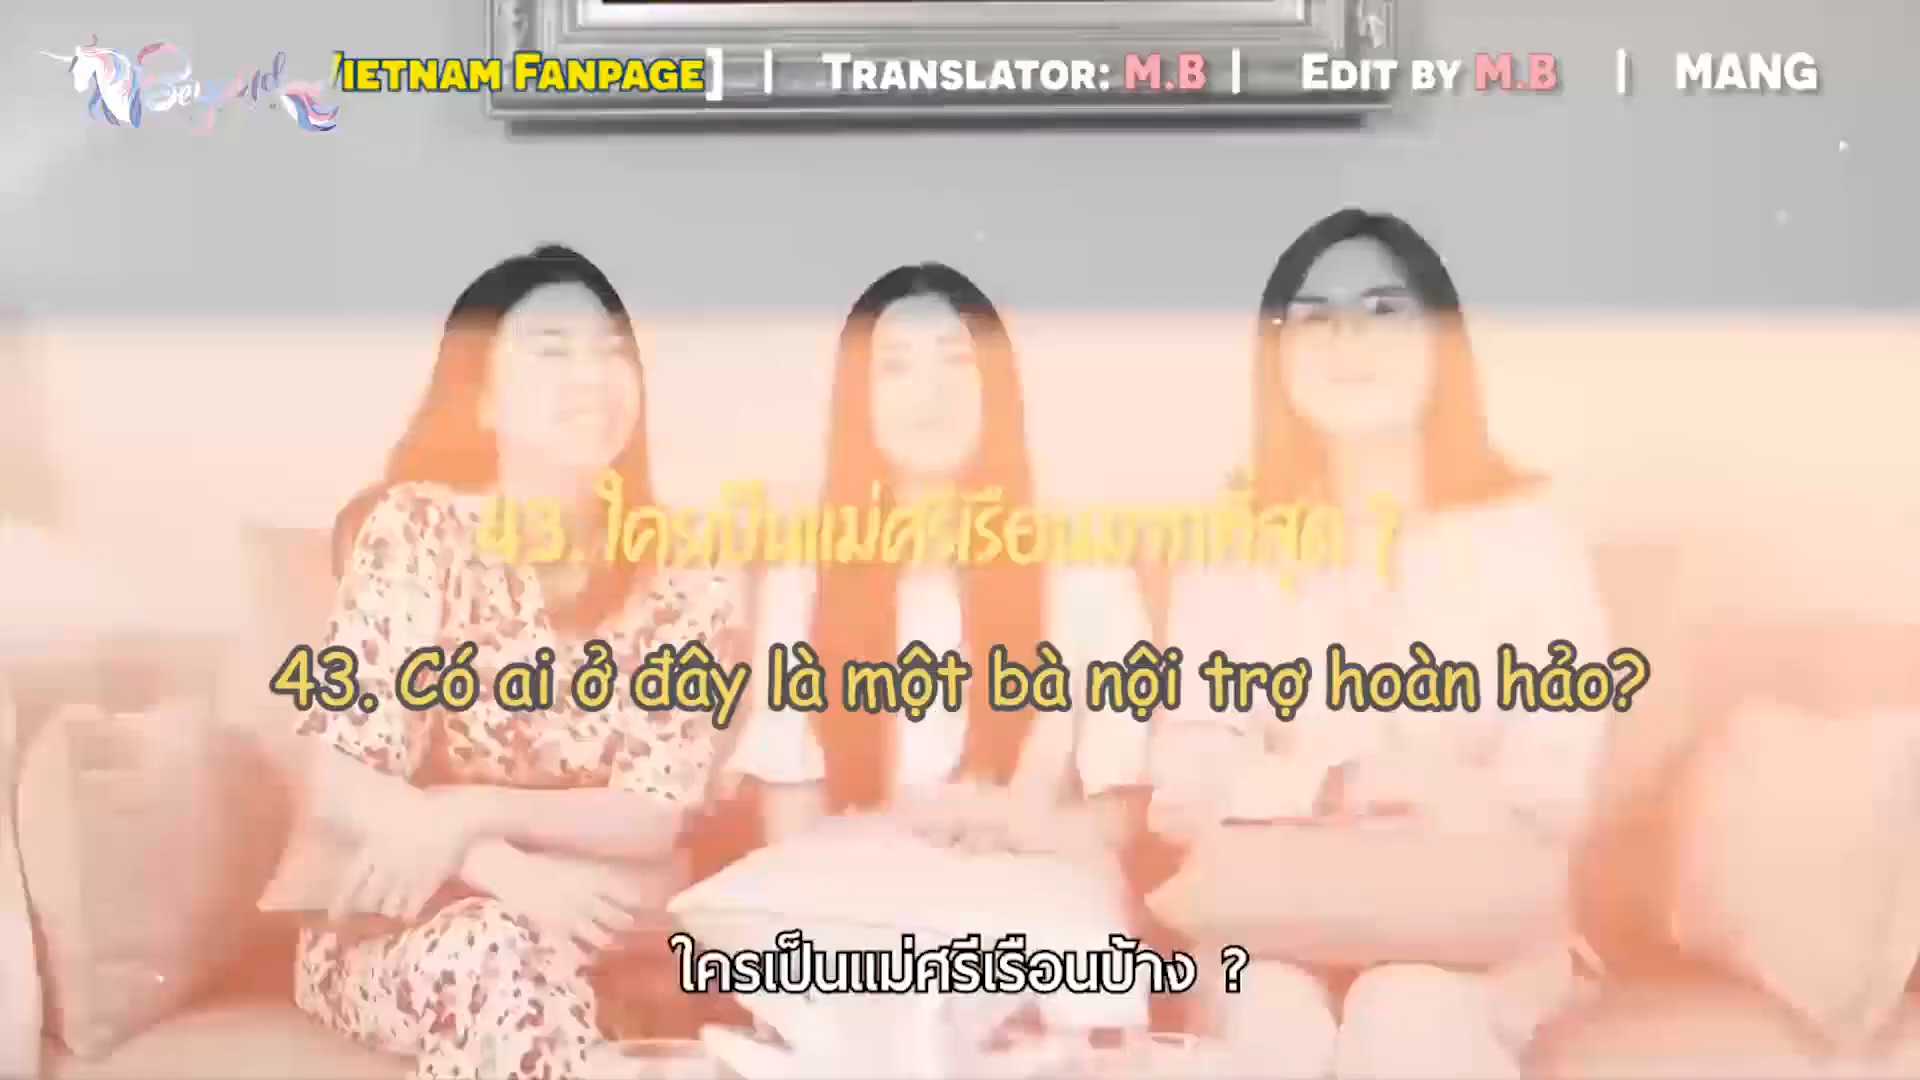 Beyond
VIETNAM FANPAGE] | TRANSLATOR: M.B | EDIT BY M.B | MANG
43. ใครเป็นแม่ศรีเรือนมากที่สุด ?
43. Có ai ở đây là một bà nội trợ hoàn hảo?
ใครเป็นแม่ศรีเรือนบ้าง ?